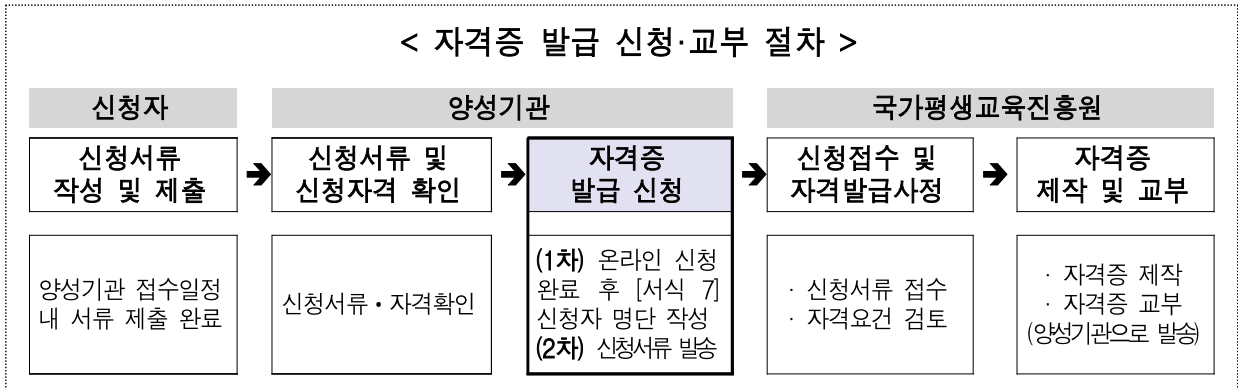 < 자격증 발급 신청·교부 절차 >
신청자
양성기관
국가평생교육진흥원
신청서류
작성 및 제출
신청서류 및
신청자격 확인
자격증
발급 신청
신청접수 및
자격발급사정
자격증
제작 및 교부
양성기관 접수일정
내 서류 제출 완료
신청서류·자격확인
(1차) 온라인 신청
완료 후 [서식 7]
신청자 명단 작성
(2차) 신청서류 발송
· 신청서류 접수
· 자격요건 검토
· 자격증 제작
· 자격증 교부
(양성기관으로 발송)